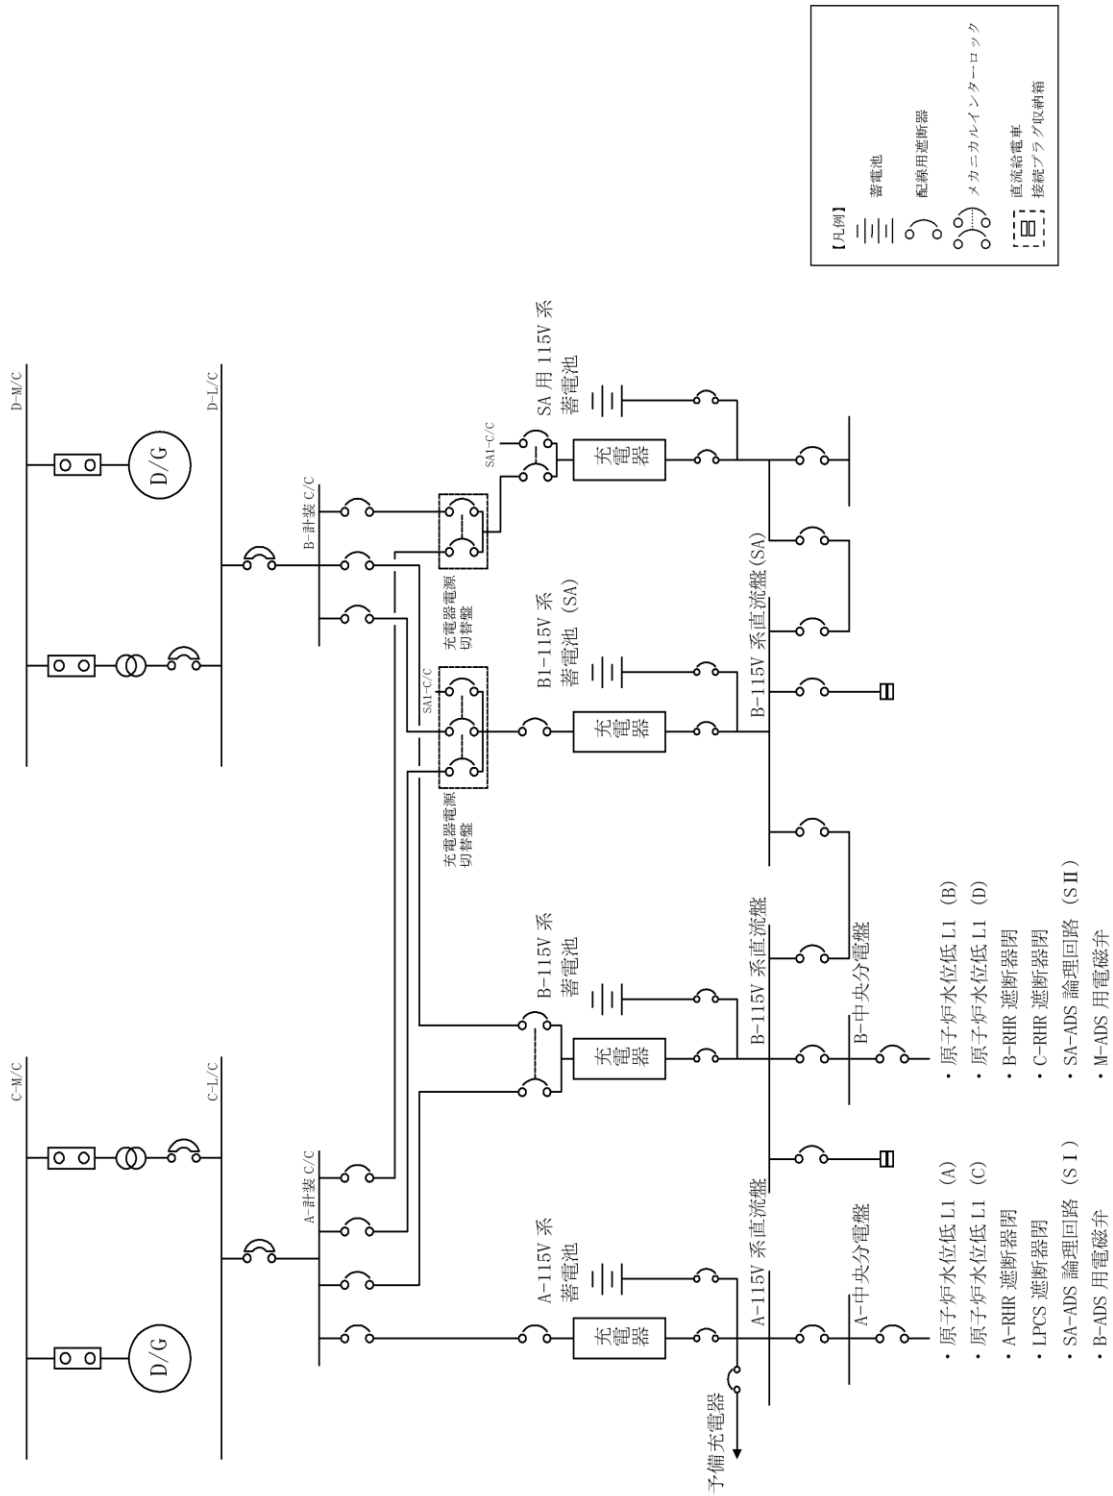 C-M/C
D-M/C
D/G
D/G
C-L/C
D-L/C
A-計装 C/C
B-計装 C/C
充電器電源
切替盤
充電器電源
切替盤
SA1-C/C
SA1-C/C
A-115V 系
蓄電池
B-115V 系
蓄電池
B1-115V 系
蓄電池 (SA)
SA 用 115V 系
蓄電池
充電器
充電器
充電器
充電器
予備充電器
A-115V 系直流盤
B-115V 系直流盤
B-115V 系直流盤(SA)
A-中央分電盤
B-中央分電盤
・原子炉水位低 L1 (A)
・原子炉水位低 L1 (C)
・A-RHR 遮断器閉
・LPCS 遮断器閉
・SA-ADS 論理回路 (SⅠ)
・B-ADS 用電磁弁
・原子炉水位低 L1 (B)
・原子炉水位低 L1 (D)
・B-RHR 遮断器閉
・C-RHR 遮断器閉
・SA-ADS 論理回路 (SⅡ)
・M-ADS 用電磁弁
【凡例】
蓄電池
配線用遮断器
メカニカルインターロック
直流給電車
接続プラグ収納箱